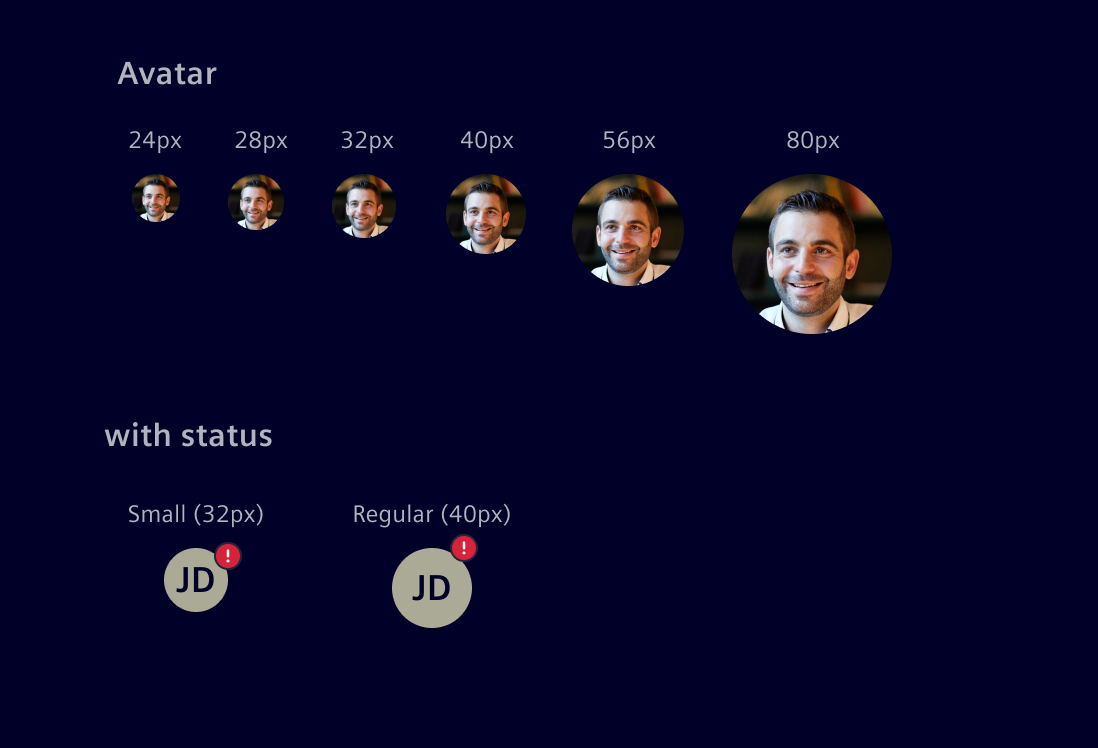 Avatar
24px 28px 32px 40px 56px 80px
with status
Small (32px) Regular (40px)
JD ! JD !